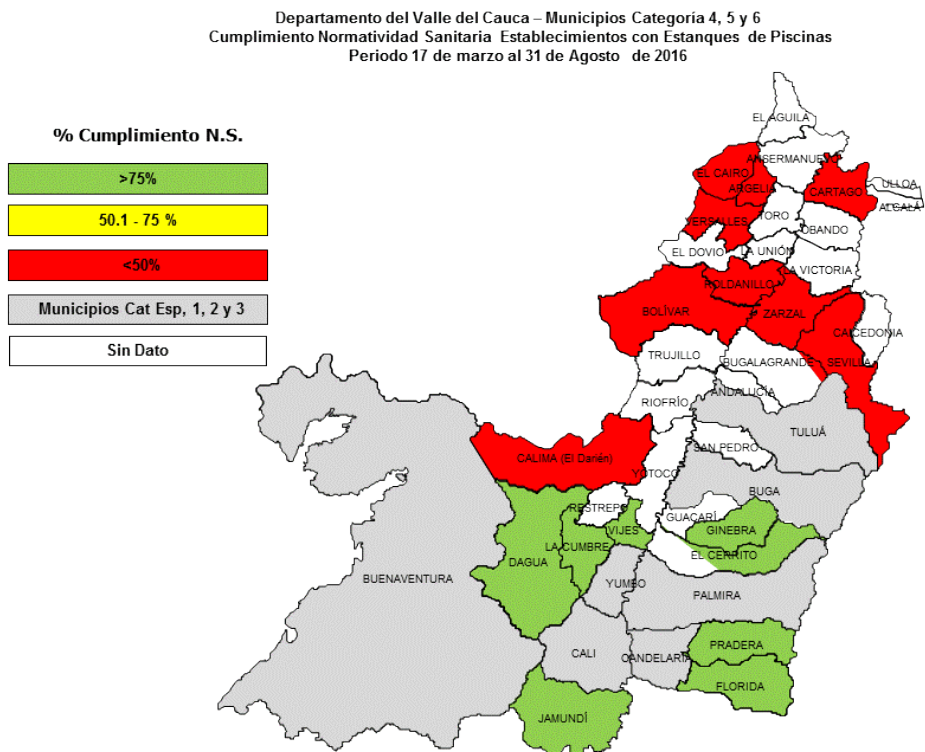 Departamento del Valle del Cauca – Municipios Categoría 4, 5 y 6
Cumplimiento Normatividad Sanitaria Establecimientos con Estanques de Piscinas
Periodo 17 de marzo al 31 de Agosto de 2016
% Cumplimiento N.S.
>75%
50.1 - 75 %
<50%
Municipios Cat Esp, 1, 2 y 3
Sin Dato
EL AGUILA
ANSERMANUEVO
EL CAIRO
ARGELIA
CARTAGO
ULLOA
ALCALÁ
VERSALLES
TORO
OBANDO
EL DOVIO
LA UNIÓN
LA VICTORIA
ROLDANILLO
BOLÍVAR
ZARZAL
CAICEDONIA
TRUJILLO
BUGALAGRANDE
SEVILLA
ANDALUCÍA
RIOFRÍO
TULUÁ
SAN PEDRO
CALIMA (El Darién)
YOTOCO
BUGA
RESTREPO
GUACARÍ
VIJES
GINEBRA
LA CUMBRE
EL CERRITO
DAGUA
BUENAVENTURA
YUMBO
PALMIRA
PRADERA
CALI
CANDELARIA
FLORIDA
JAMUNDÍ